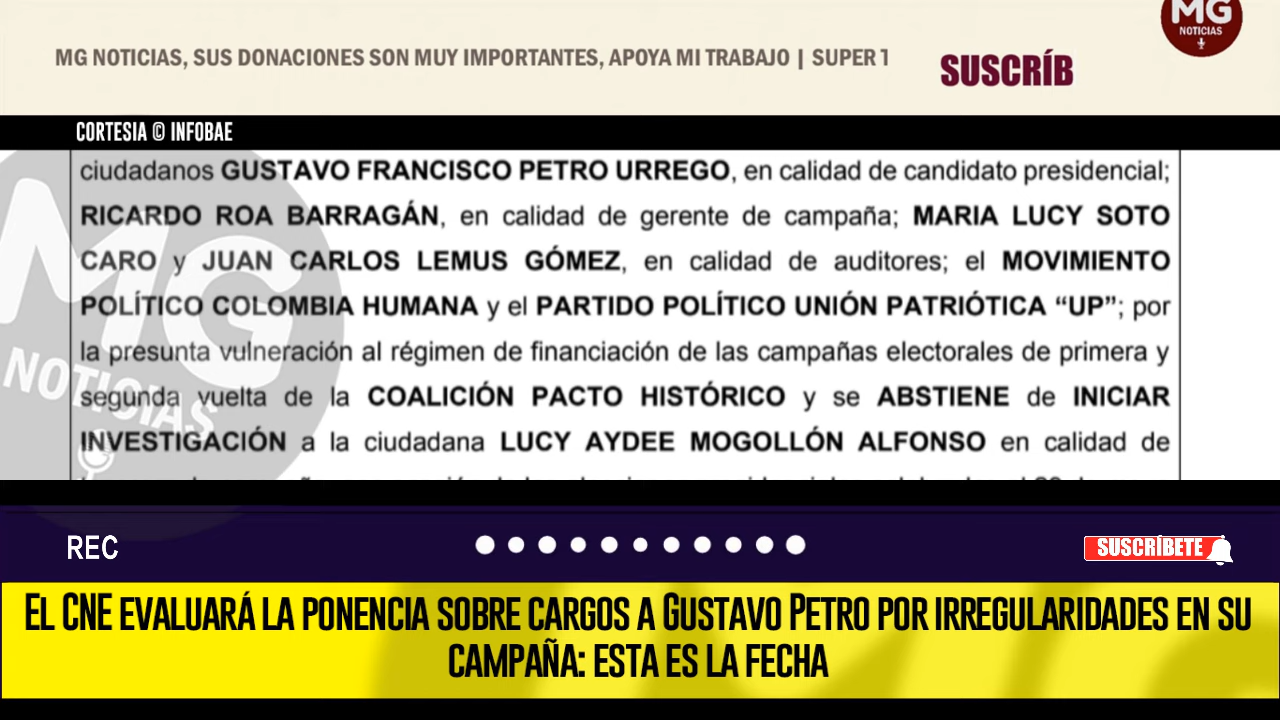 MG
NOTICIAS
MG NOTICIAS, SUS DONACIONES SON MUY IMPORTANTES, APOYA MI TRABAJO | SUPER T
SUSCRÍB
CORTESIA © INFOBAE
ciudadanos GUSTAVO FRANCISCO PETRO URREGO, en calidad de candidato presidencial;
RICARDO ROA BARRAGÁN, en calidad de gerente de campaña; MARIA LUCY SOTO
CARO y JUAN CARLOS LEMUS GÓMEZ, en calidad de auditores; el MOVIMIENTO
POLÍTICO COLOMBIA HUMANA y el PARTIDO POLÍTICO UNIÓN PATRIÓTICA “UP”; por
la presunta vulneración al régimen de financiación de las campañas electorales de primera y
segunda vuelta de la COALICIÓN PACTO HISTÓRICO y se ABSTIENE de INICIAR
INVESTIGACIÓN a la ciudadana LUCY AYDEE MOGOLLÓN ALFONSO en calidad de
MG
NOTICIAS
REC
SUSCRÍBETE
EL CNE EVALUARÁ LA PONENCIA SOBRE CARGOS A GUSTAVO PETRO POR IRREGULARIDADES EN SU
CAMPAÑA: ESTA ES LA FECHA